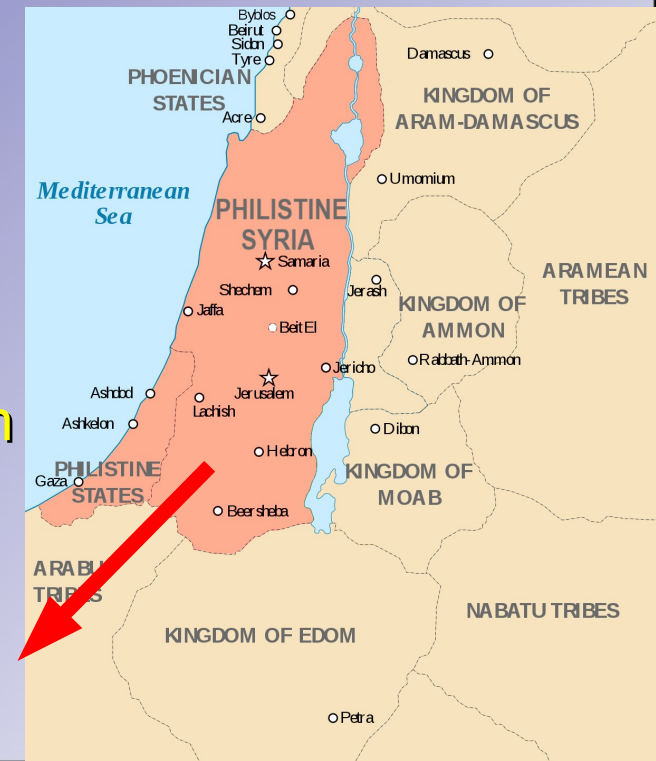 Byblos
Beirut
Sidon
Tyre
Damascus
PHOENICIAN
STATES
KINGDOM OF
ARAM-DAMASCUS
Acre
Umomium
Mediterranean
Sea
PHILISTINE
SYRIA
Samaria
ARAMEAN
TRIBES
Shechem
Jerash
KINGDOM OF
AMMON
Jaffa
Beit El
Jericho
Rabbath-Ammon
Ashdod
Jerusalem
Lachish
Ashkelon
Dibon
n
Hebron
Gaza
PHILISTINE
STATES
KINGDOM OF
MOAB
Beersheba
ARABU
TRIBES
NABATU TRIBES
KINGDOM OF EDOM
Petra